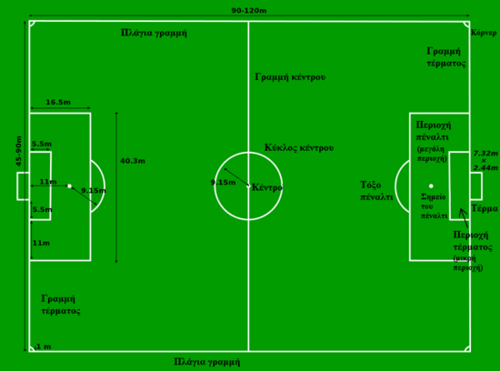 90-120m
Πλάγια γραμμή
Κόρνερ
Γραμμή
τέρματος
Γραμμή κέντρου
16.5m
Περιοχή
πέναλτι
(μεγάλη
περιοχή)
45-90m
5.5m
40.3m
Κύκλος κέντρου
7.32m
x
2.44m
11m
9.15m
9.15m
Κέντρο
Τόξο
πέναλτι
Σημείο
του
πέναλτι
5.5m
Τέρμα
11m
Περιοχή
τέρματος
(μικρή
περιοχή)
Γραμμή
τέρματος
1 m
Πλάγια γραμμή